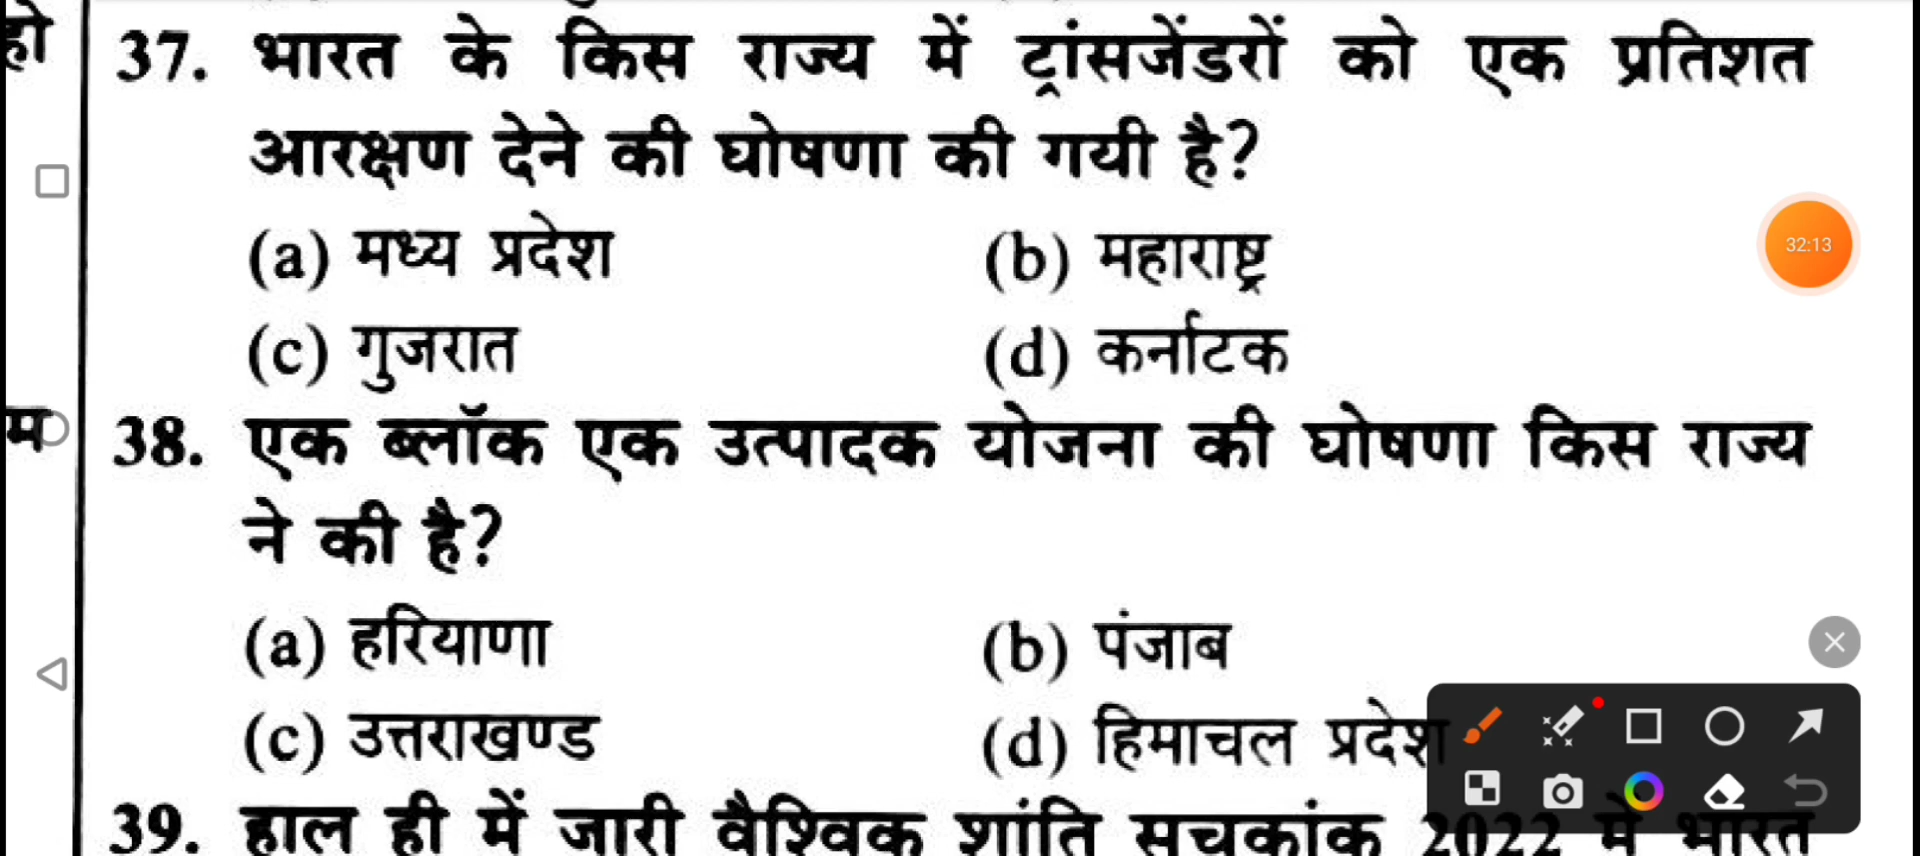 हो
37. भारत के किस राज्य में ट्रांसजेंडरों को एक प्रतिशत
आरक्षण देने की घोषणा की गयी है?
(a) मध्य प्रदेश (b) महाराष्ट्र
32:13
(c) गुजरात (d) कर्नाटक
म
38. एक ब्लॉक एक उत्पादक योजना की घोषणा किस राज्य
ने की है?
(a) हरियाणा (b) पंजाब
(c) उत्तराखण्ड (d) हिमाचल प्रदेश
39. हाल ही में जारी वैश्विक शांति सूचकांक 2022 में भारत